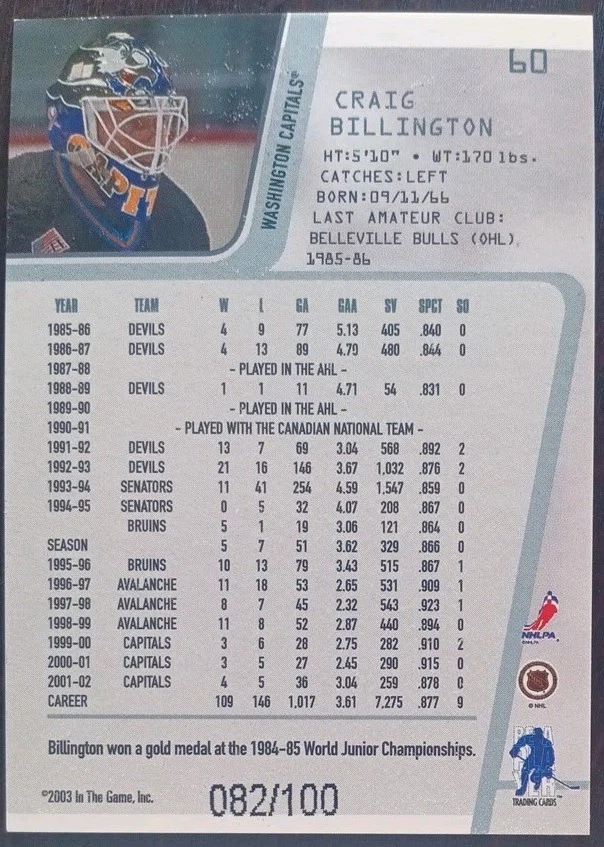 60
WASHINGTON CAPITALS®
CRAIG
BILLINGTON
HT:5'10" • WT:170 lbs.
CATCHES:LEFT
BORN:09/11/66
LAST AMATEUR CLUB:
BELLEVILLE BULLS (OHL),
1985-86
YEAR TEAM W L GA GAA SV SPCT SO
1985-86 DEVILS 4 9 77 5.13 405 .840 0
1986-87 DEVILS 4 13 89 4.79 480 .844 0
1987-88 - PLAYED IN THE AHL -
1988-89 DEVILS 1 1 11 4.71 54 .831 0
1989-90 - PLAYED IN THE AHL -
1990-91 - PLAYED WITH THE CANADIAN NATIONAL TEAM -
1991-92 DEVILS 13 7 69 3.04 568 .892 2
1992-93 DEVILS 21 16 146 3.67 1,032 .876 2
1993-94 SENATORS 11 41 254 4.59 1,547 .859 0
1994-95 SENATORS 0 5 32 4.07 208 .867 0
BRUINS 5 1 19 3.06 121 .864 0
SEASON 5 7 51 3.62 329 .866 0
1995-96 BRUINS 10 13 79 3.43 515 .867 1
1996-97 AVALANCHE 11 18 53 2.65 531 .909 1
1997-98 AVALANCHE 8 7 45 2.32 543 .923 1
1998-99 AVALANCHE 11 8 52 2.87 440 .894 0
1999-00 CAPITALS 3 6 28 2.75 282 .910 2
2000-01 CAPITALS 3 5 27 2.45 290 .915 0
2001-02 CAPITALS 4 5 36 3.04 259 .878 0
CAREER 109 146 1,017 3.61 7,275 .877 9
NHLPA
© NHL
Billington won a gold medal at the 1984-85 World Junior Championships.
TRADING CARDS™
©2003 In The Game, Inc.
082/100